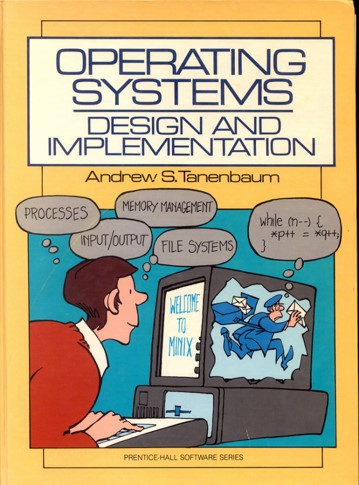 OPERATING
SYSTEMS
DESIGN AND
IMPLEMENTATION
Andrew S. Tanenbaum
PROCESSES
MEMORY MANAGEMENT
INPUT/OUTPUT
FILE SYSTEMS
while (n--) {
*p++ = *q++;
}
WELCOME
TO
MINIX
PRENTICE-HALL SOFTWARE SERIES